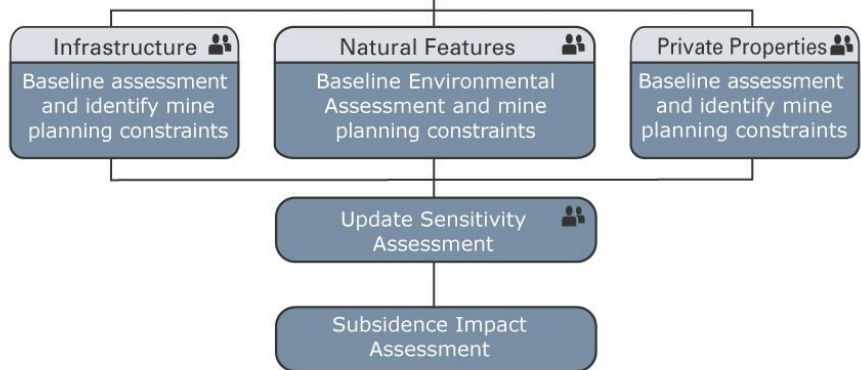 Infrastructure
Baseline assessment
and identify mine
planning constraints
Natural Features
Baseline Environmental
Assessment and mine
planning constraints
Private Properties
Baseline assessment
and identify mine
planning constraints
Update Sensitivity
Assessment
Subsidence Impact
Assessment